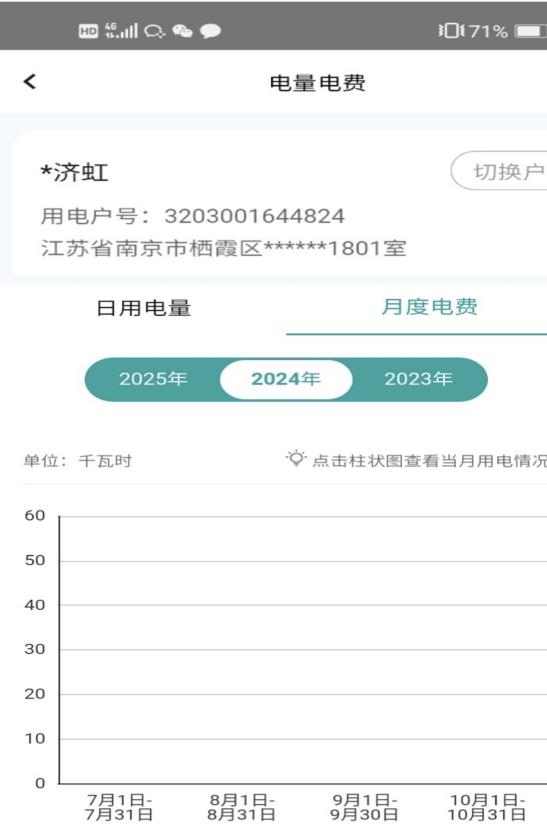 HD 4G 71%
电量电费
*济虹
切换户
用电户号：3203001644824
江苏省南京市栖霞区******1801室
日用电量 月度电费
2025年 2024年 2023年
单位：千瓦时 点击柱状图查看当月用电情况
60
50
40
30
20
10
0
7月1日- 8月1日- 9月1日- 10月1日-
7月31日 8月31日 9月30日 10月31日